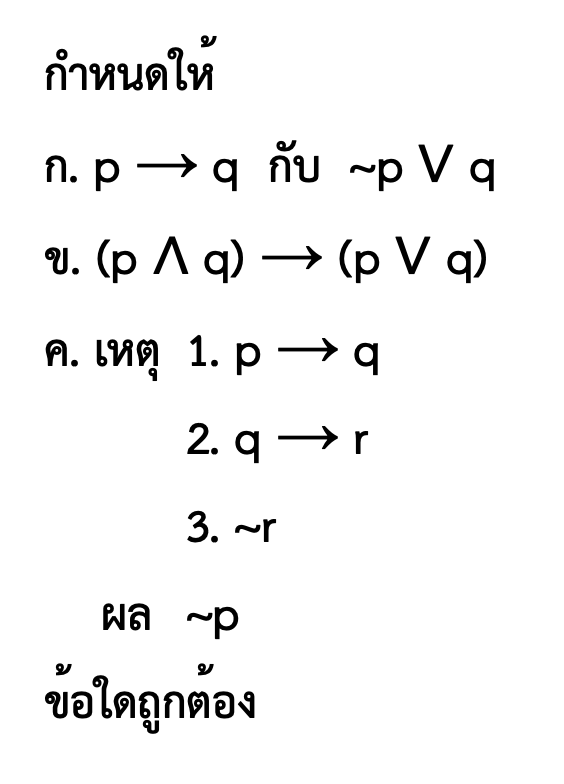 กำหนดให้
ก. p ⟶ q กับ ~p V q
ข. (p Λ q) ⟶ (p V q)
ค. เหตุ 1. p ⟶ q
2. q ⟶ r
3. ~r
ผล ~p
ข้อใดถูกต้อง